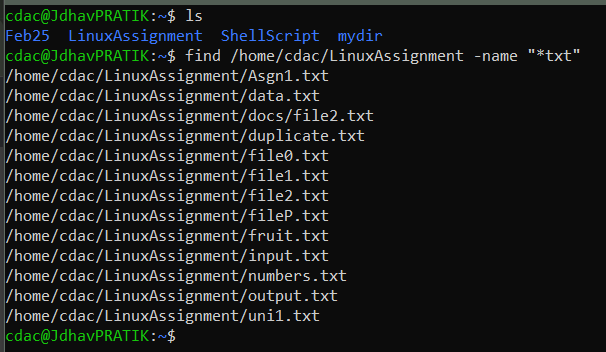 cdac@JdhavPRATIK:~$ ls
Feb25  LinuxAssignment  ShellScript  mydir
cdac@JdhavPRATIK:~$ find /home/cdac/LinuxAssignment -name "*txt"
/home/cdac/LinuxAssignment/Asgn1.txt
/home/cdac/LinuxAssignment/data.txt
/home/cdac/LinuxAssignment/docs/file2.txt
/home/cdac/LinuxAssignment/duplicate.txt
/home/cdac/LinuxAssignment/file0.txt
/home/cdac/LinuxAssignment/file1.txt
/home/cdac/LinuxAssignment/file2.txt
/home/cdac/LinuxAssignment/fileP.txt
/home/cdac/LinuxAssignment/fruit.txt
/home/cdac/LinuxAssignment/input.txt
/home/cdac/LinuxAssignment/numbers.txt
/home/cdac/LinuxAssignment/output.txt
/home/cdac/LinuxAssignment/uni1.txt
cdac@JdhavPRATIK:~$